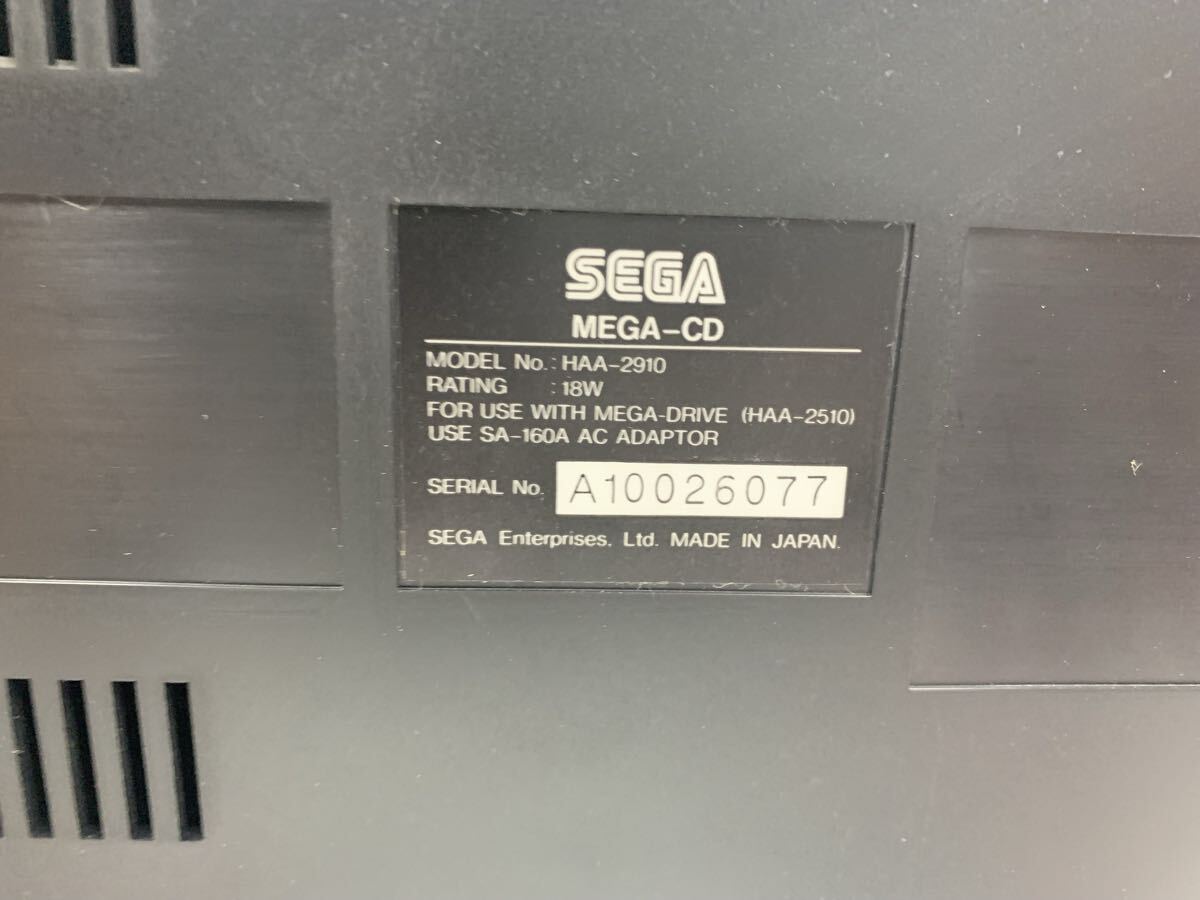 SEGA
MEGA-CD
MODEL No. : HAA-2910
RATING : 18W
FOR USE WITH MEGA-DRIVE (HAA-2510)
USE SA-160A AC ADAPTOR
SERIAL No. A10026077
SEGA Enterprises. Ltd. MADE IN JAPAN.